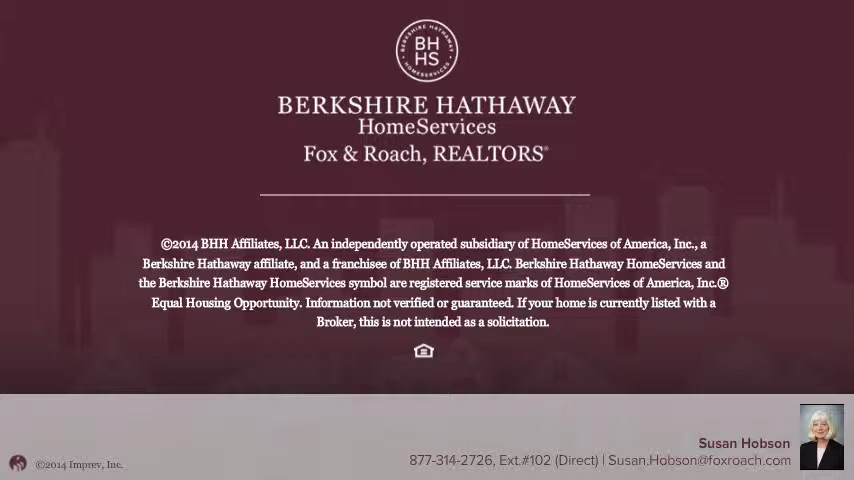 BERKSHIRE HATHAWAY HOMESERVICES
BH
HS
BERKSHIRE HATHAWAY
HomeServices
Fox & Roach, REALTORS®
©2014 BHH Affiliates, LLC. An independently operated subsidiary of HomeServices of America, Inc., a
Berkshire Hathaway affiliate, and a franchisee of BHH Affiliates, LLC. Berkshire Hathaway HomeServices and
the Berkshire Hathaway HomeServices symbol are registered service marks of HomeServices of America, Inc.®
Equal Housing Opportunity. Information not verified or guaranteed. If your home is currently listed with a
Broker, this is not intended as a solicitation.
Susan Hobson
877-314-2726, Ext.#102 (Direct) | Susan.Hobson@foxroach.com
©2014 Imprev, Inc.